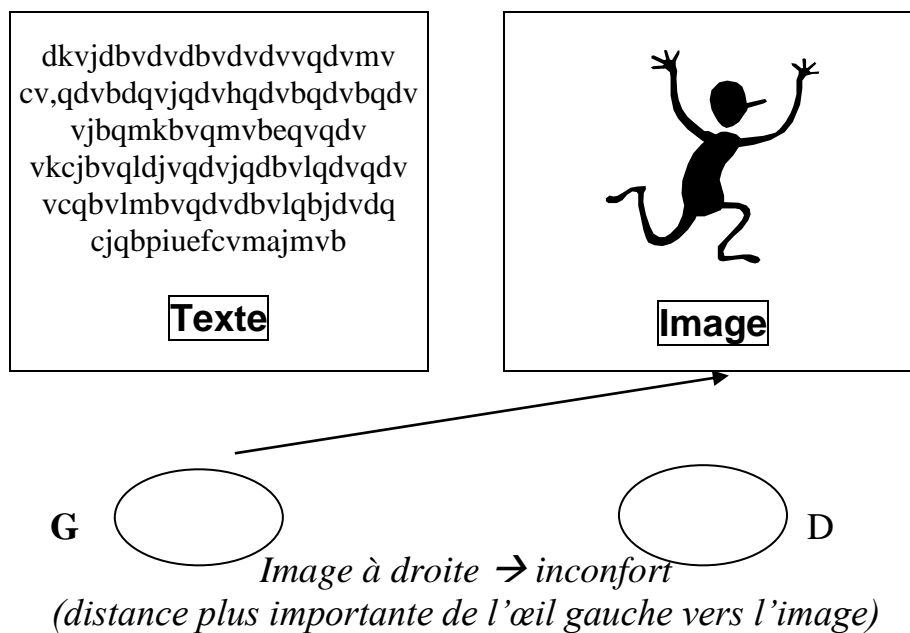 dkvjdbvdvdbvdvdvvqdvmv
cv,qdvbdqvjqdvhqdvbqdvbqdv
vjbqmkbvqmvbeqvqdv
vkcjbvqldjvqdvjqdbvlqdvqdv
vcqbvlmbvqdvdbvlqbjdvdq
cjqbpiuefcvmajmvb
Texte
Image
G
D
Image à droite → inconfort
(distance plus importante de l’œil gauche vers l’image)